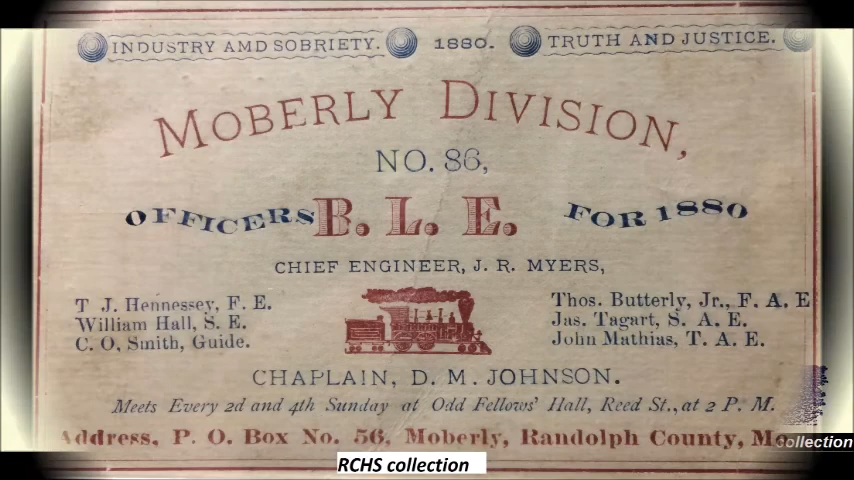 INDUSTRY AMD SOBRIETY. 1880. TRUTH AND JUSTICE.
MOBERLY DIVISION,
NO. 86,
OFFICERS B. L. E. FOR 1880
CHIEF ENGINEER, J. R. MYERS,
T J. Hennessey, F. E.
William Hall, S. E.
C. O, Smith, Guide.
Thos. Butterly, Jr., F. A. E
Jas. Tagart, S. A. E.
John Mathias, T. A. E.
CHAPLAIN, D. M. JOHNSON.
Meets Every 2d and 4th Sunday at Odd Fellows' Hall, Reed St., at 2 P. M.
Address, P. O. Box No. 56, Moberly, Randolph County, Mo
collection
RCHS collection